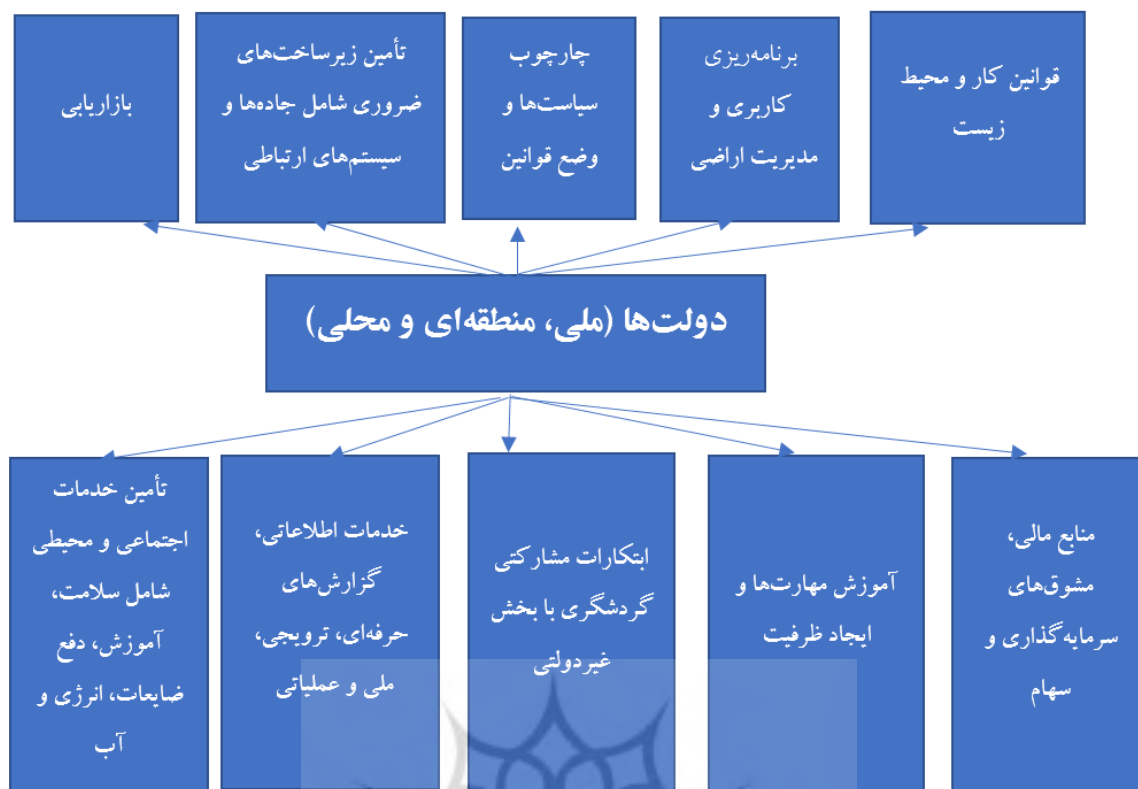 قوانین کار و محیط
زیست
برنامه‌ریزی
کاربری و
مدیریت اراضی
چارچوب
سیاست‌ها و
وضع قوانین
تأمین زیرساخت‌های
ضروری شامل جاده‌ها و
سیستم‌های ارتباطی
بازاریابی
دولت‌ها (ملی، منطقه‌ای و محلی)
منابع مالی،
مشوق‌های
سرمایه‌گذاری و
سهام
آموزش مهارت‌ها و
ایجاد ظرفیت
ابتکارات مشارکتی
گردشگری با بخش
غیردولتی
خدمات اطلاعاتی،
گزارش‌های
حرفه‌ای، ترویجی،
ملی و عملیاتی
تأمین خدمات
اجتماعی و محیطی
شامل سلامت،
آموزش، دفع
ضایعات، انرژی و
آب